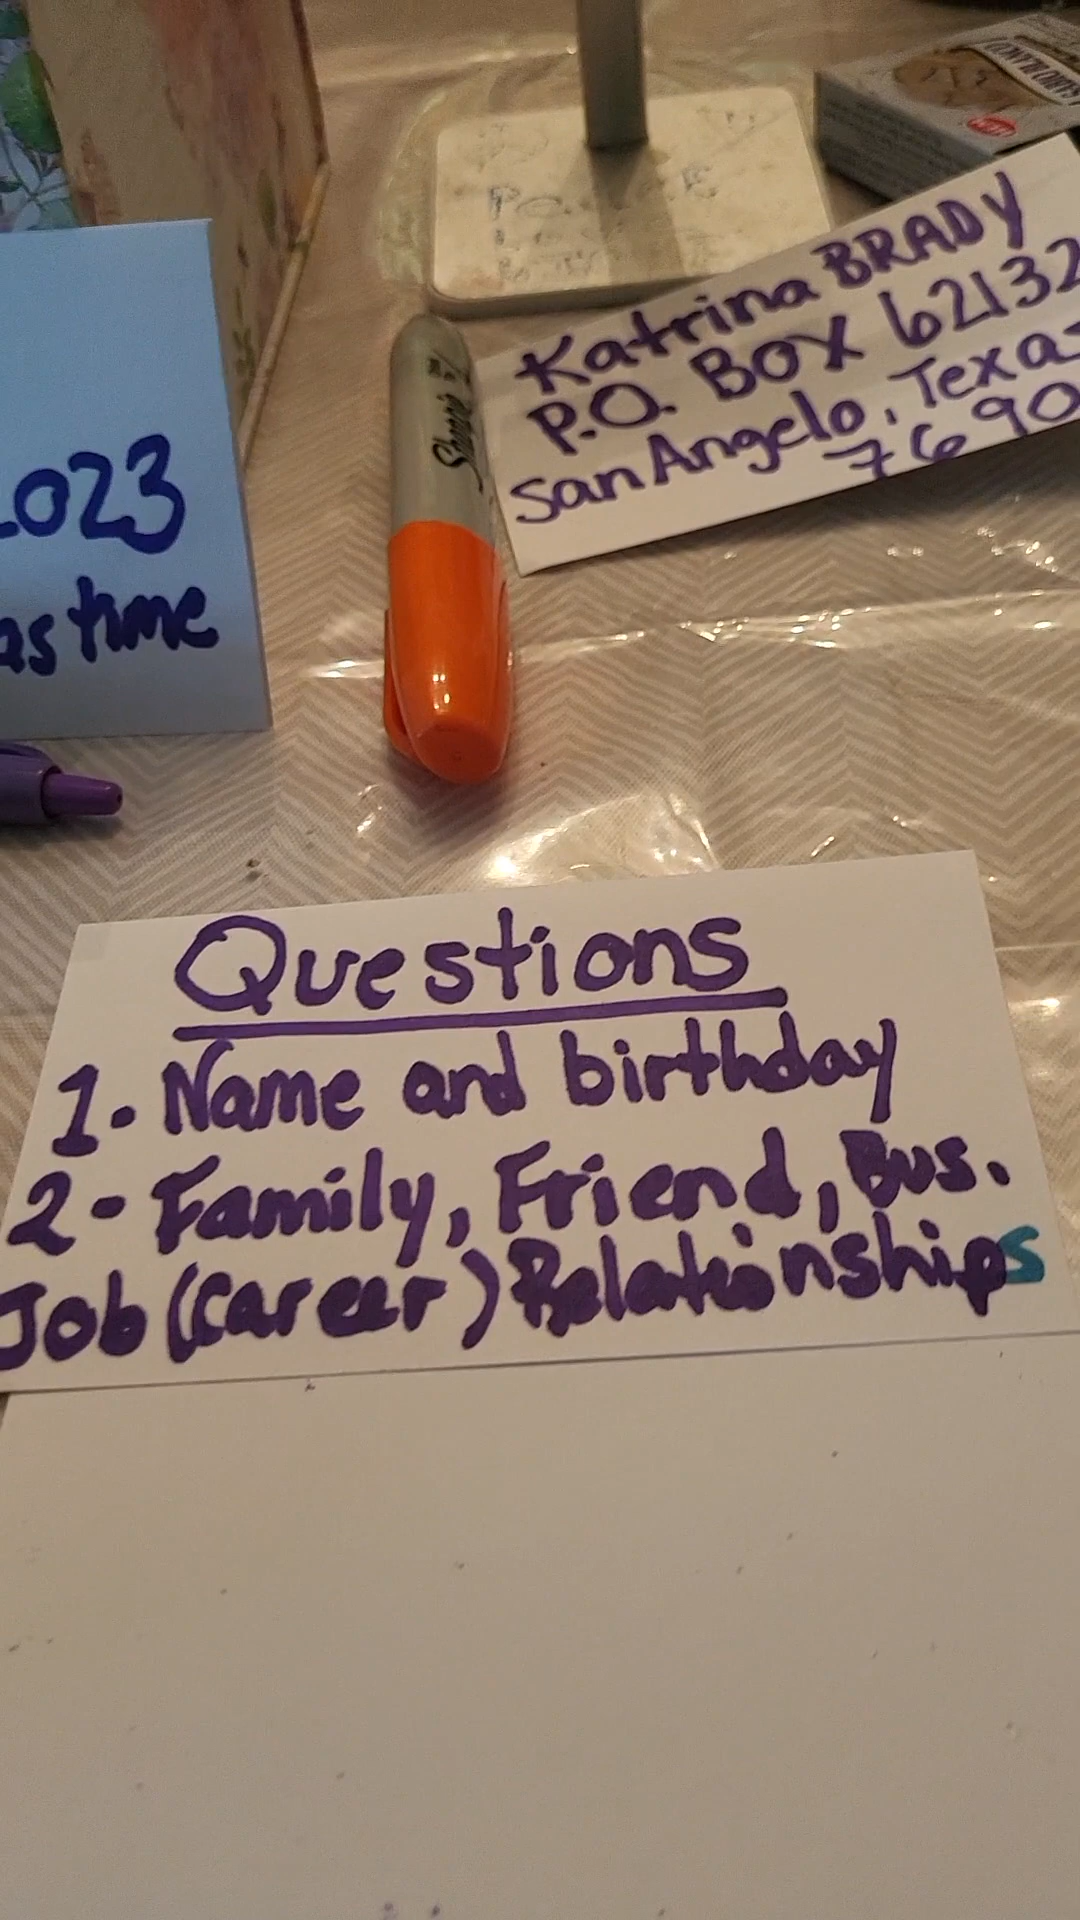 2023
as time
Sharpie
Katrina BRADY
P.O. BOX 62132
San Angelo, Texas
7690
Questions
1. Name and birthday
2- Family, Friend, Bus.
Job (Career) Relationships